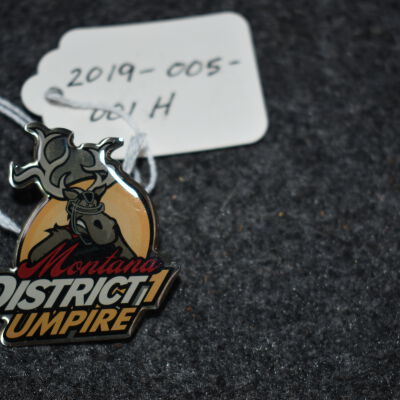 2019-005-
001 H
Montana
DISTRICT 1
UMPIRE